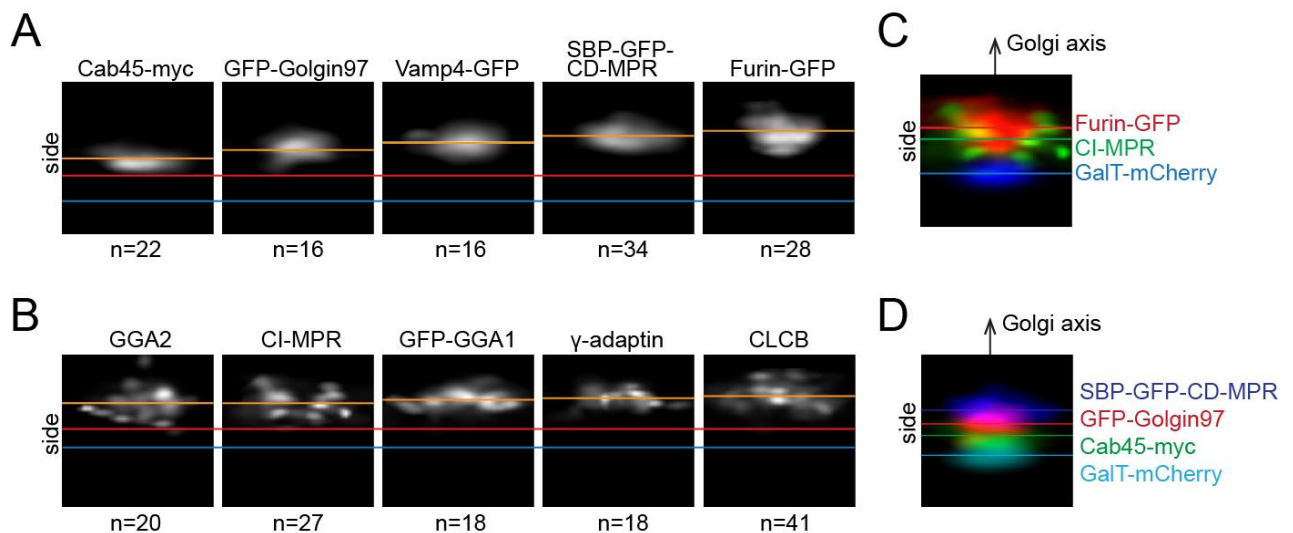 A
Cab45-myc
GFP-Golgin97
Vamp4-GFP
SBP-GFP-
CD-MPR
Furin-GFP
side
n=22
n=16
n=16
n=34
n=28
B
GGA2
CI-MPR
GFP-GGA1
γ-adaptin
CLCB
side
n=20
n=27
n=18
n=18
n=41
C
Golgi axis
side
Furin-GFP
CI-MPR
GalT-mCherry
D
Golgi axis
side
SBP-GFP-CD-MPR
GFP-Golgin97
Cab45-myc
GalT-mCherry